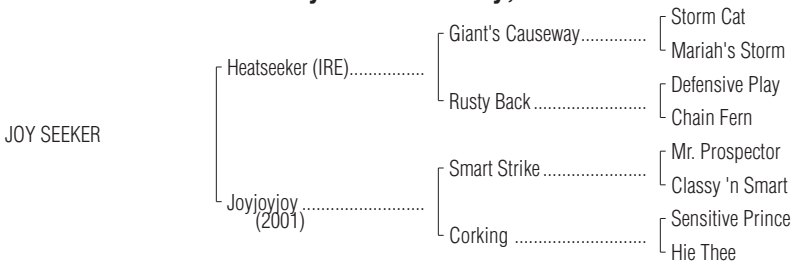 Storm Cat
Giant's Causeway..............
Mariah's Storm
Heatseeker (IRE)................
Defensive Play
Rusty Back ........................
Chain Fern
JOY SEEKER
Mr. Prospector
Smart Strike ......................
Classy 'n Smart
Joyjoyjoy ..........................
(2001)
Sensitive Prince
Corking ............................
Hie Thee